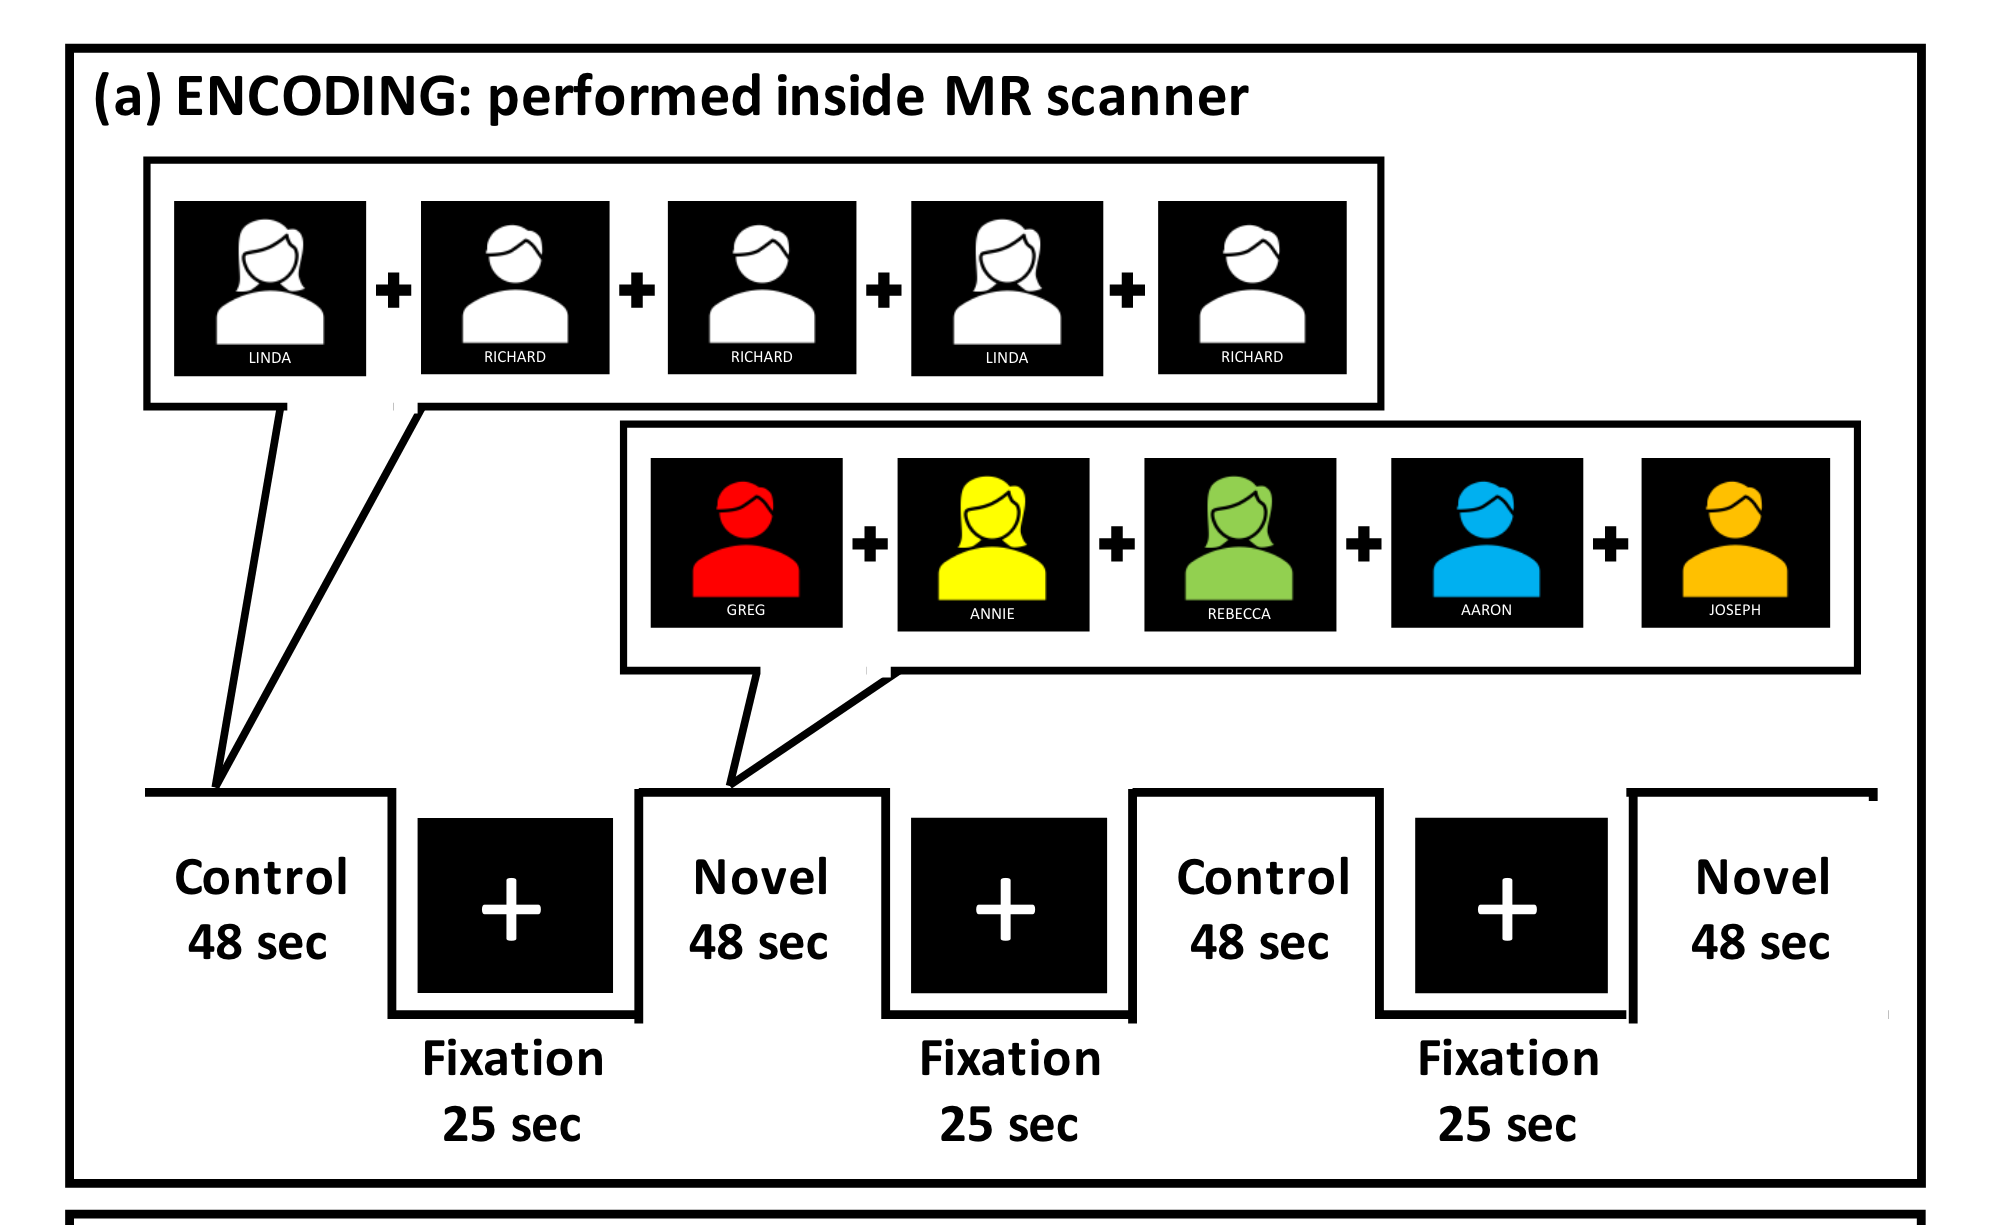 (a) ENCODING: performed inside MR scanner
LINDA
RICHARD
RICHARD
LINDA
RICHARD
GREG
ANNIE
REBECCA
AARON
JOSEPH
Control
48 sec
Novel
48 sec
Control
48 sec
Novel
48 sec
Fixation
25 sec
Fixation
25 sec
Fixation
25 sec